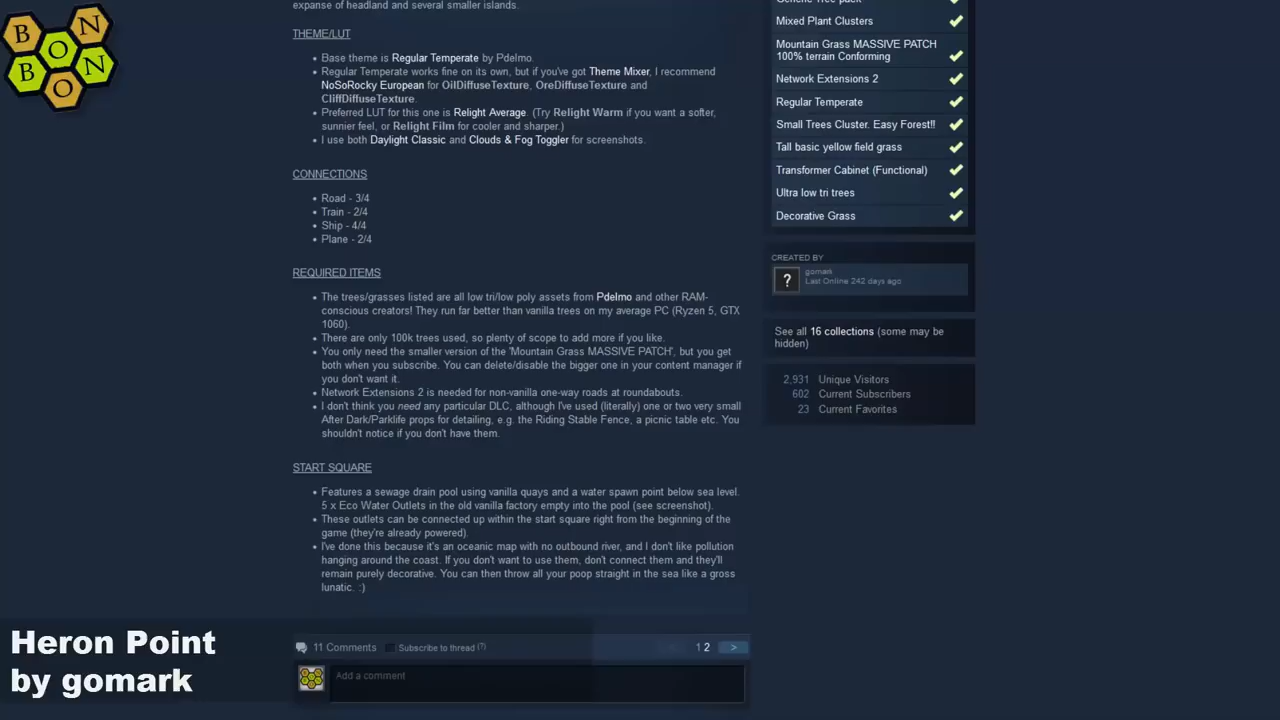 B
O
N
O
B
N
O
expanse of headland and several smaller islands.
THEME/LUT
Base theme is Regular Temperate by Pdelmo.
Regular Temperate works fine on its own, but if you've got Theme Mixer, I recommend
NoSoRocky European for OilDiffuseTexture, OreDiffuseTexture and
CliffDiffuseTexture.
Preferred LUT for this one is Relight Average. (Try Relight Warm if you want a softer,
sunnier feel, or Relight Film for cooler and sharper.)
I use both Daylight Classic and Clouds & Fog Toggler for screenshots.
CONNECTIONS
Road - 3/4
Train - 2/4
Ship - 4/4
Plane - 2/4
REQUIRED ITEMS
The trees/grasses listed are all low tri/low poly assets from Pdelmo and other RAM-
conscious creators! They run far better than vanilla trees on my average PC (Ryzen 5, GTX
1060).
There are only 100k trees used, so plenty of scope to add more if you like.
You only need the smaller version of the 'Mountain Grass MASSIVE PATCH', but you get
both when you subscribe. You can delete/disable the bigger one in your content manager if
you don't want it.
Network Extensions 2 is needed for non-vanilla one-way roads at roundabouts.
I don't think you need any particular DLC, although I've used (literally) one or two very small
After Dark/Parklife props for detailing, e.g. the Riding Stable Fence, a picnic table etc. You
shouldn't notice if you don't have them.
START SQUARE
Features a sewage drain pool using vanilla quays and a water spawn point below sea level.
5 x Eco Water Outlets in the old vanilla factory empty into the pool (see screenshot).
These outlets can be connected up within the start square right from the beginning of the
game (they're already powered).
I've done this because it's an oceanic map with no outbound river, and I don't like pollution
hanging around the coast. If you don't want to use them, don't connect them and they'll
remain purely decorative. You can then throw all your poop straight in the sea like a gross
lunatic. :)
11 Comments Subscribe to thread (?) 1 2 >
Add a comment
Generic Tree pack
Mixed Plant Clusters
Mountain Grass MASSIVE PATCH
100% terrain Conforming
Network Extensions 2
Regular Temperate
Small Trees Cluster. Easy Forest!!
Tall basic yellow field grass
Transformer Cabinet (Functional)
Ultra low tri trees
Decorative Grass
CREATED BY
?
gomark
Last Online 242 days ago
See all 16 collections (some may be
hidden)
2,931 Unique Visitors
602 Current Subscribers
23 Current Favorites
Heron Point
by gomark